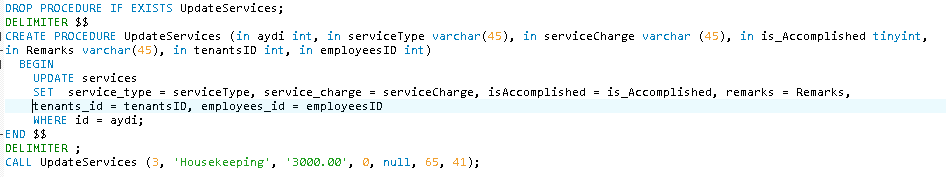 DROP PROCEDURE IF EXISTS UpdateServices;
DELIMITER $$
CREATE PROCEDURE UpdateServices (in aydi int, in serviceType varchar(45), in serviceCharge varchar (45), in is_Accomplished tinyint,
in Remarks varchar(45), in tenantsID int, in employeesID int)
BEGIN
UPDATE services
SET service_type = serviceType, service_charge = serviceCharge, isAccomplished = is_Accomplished, remarks = Remarks,
tenants_id = tenantsID, employees_id = employeesID
WHERE id = aydi;
END $$
DELIMITER ;
CALL UpdateServices (3, 'Housekeeping', '3000.00', 0, null, 65, 41);